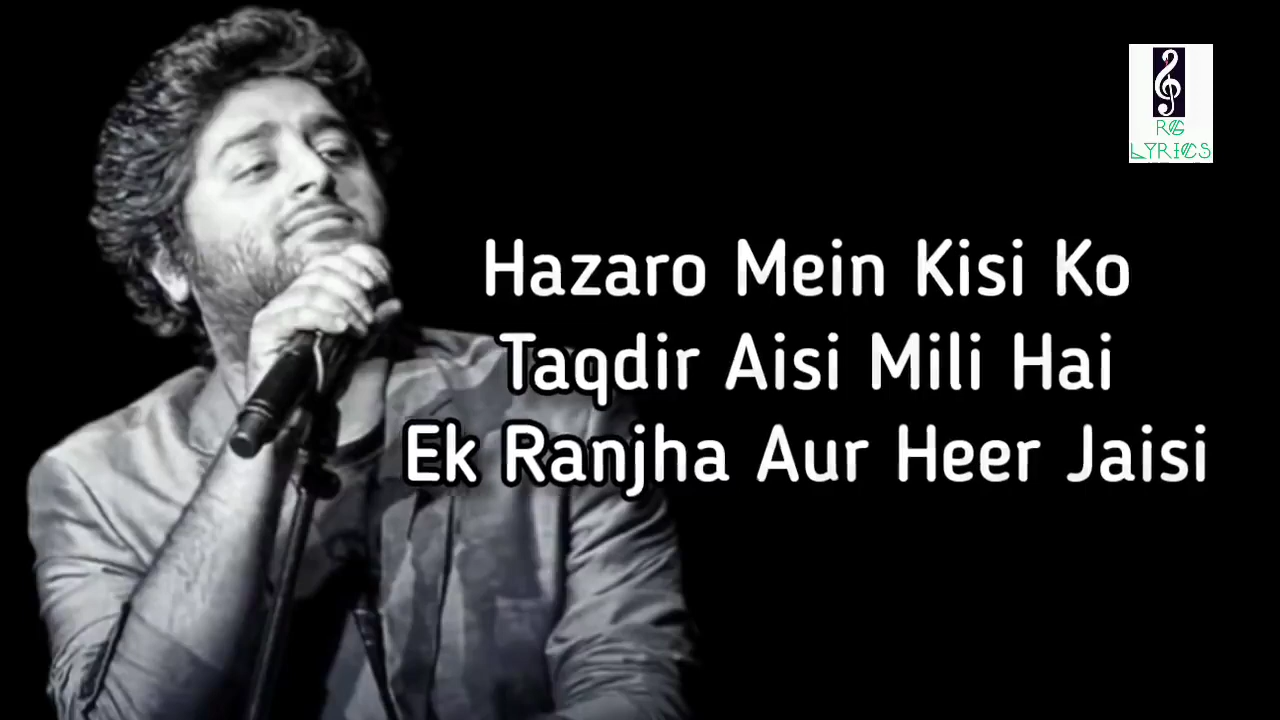 RG
LYRICS
Hazaro Mein Kisi Ko
Taqdir Aisi Mili Hai
Ek Ranjha Aur Heer Jaisi